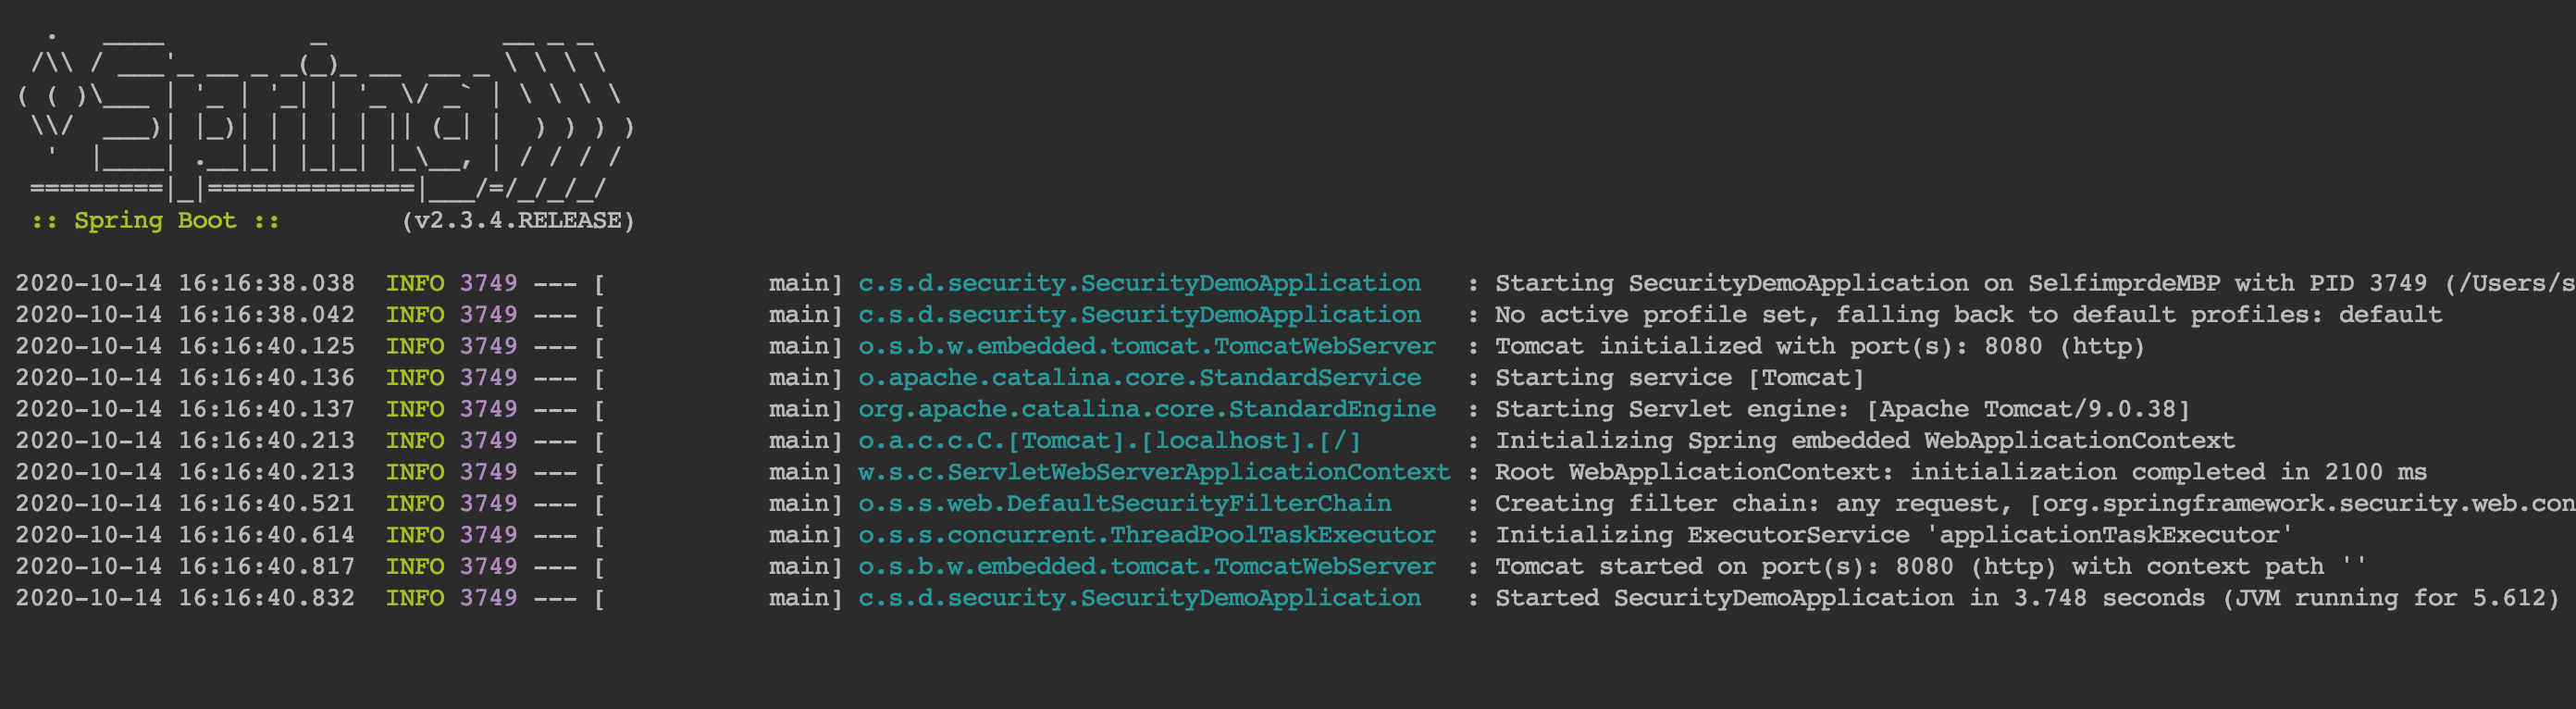 .   ____          _            __ _ _
 /\\ / ___'_ __ _ _(_)_ __  __ _ \ \ \ \
( ( )\___ | '_ | '_| | '_ \/ _` | \ \ \ \
 \\/  ___)| |_)| | | | | || (_| |  ) ) ) )
  '  |____| .__|_| |_|_| |_\__, | / / / /
 =========|_|==============|___/=/_/_/_/
 :: Spring Boot ::        (v2.3.4.RELEASE)
2020-10-14 16:16:38.038  INFO 3749 --- [           main] c.s.d.security.SecurityDemoApplication   : Starting SecurityDemoApplication on SelfimprdeMBP with PID 3749 (/Users/s
2020-10-14 16:16:38.042  INFO 3749 --- [           main] c.s.d.security.SecurityDemoApplication   : No active profile set, falling back to default profiles: default
2020-10-14 16:16:40.125  INFO 3749 --- [           main] o.s.b.w.embedded.tomcat.TomcatWebServer  : Tomcat initialized with port(s): 8080 (http)
2020-10-14 16:16:40.136  INFO 3749 --- [           main] o.apache.catalina.core.StandardService   : Starting service [Tomcat]
2020-10-14 16:16:40.137  INFO 3749 --- [           main] org.apache.catalina.core.StandardEngine  : Starting Servlet engine: [Apache Tomcat/9.0.38]
2020-10-14 16:16:40.213  INFO 3749 --- [           main] o.a.c.c.C.[Tomcat].[localhost].[/]       : Initializing Spring embedded WebApplicationContext
2020-10-14 16:16:40.213  INFO 3749 --- [           main] w.s.c.ServletWebServerApplicationContext : Root WebApplicationContext: initialization completed in 2100 ms
2020-10-14 16:16:40.521  INFO 3749 --- [           main] o.s.s.web.DefaultSecurityFilterChain     : Creating filter chain: any request, [org.springframework.security.web.con
2020-10-14 16:16:40.614  INFO 3749 --- [           main] o.s.s.concurrent.ThreadPoolTaskExecutor  : Initializing ExecutorService 'applicationTaskExecutor'
2020-10-14 16:16:40.817  INFO 3749 --- [           main] o.s.b.w.embedded.tomcat.TomcatWebServer  : Tomcat started on port(s): 8080 (http) with context path ''
2020-10-14 16:16:40.832  INFO 3749 --- [           main] c.s.d.security.SecurityDemoApplication   : Started SecurityDemoApplication in 3.748 seconds (JVM running for 5.612)